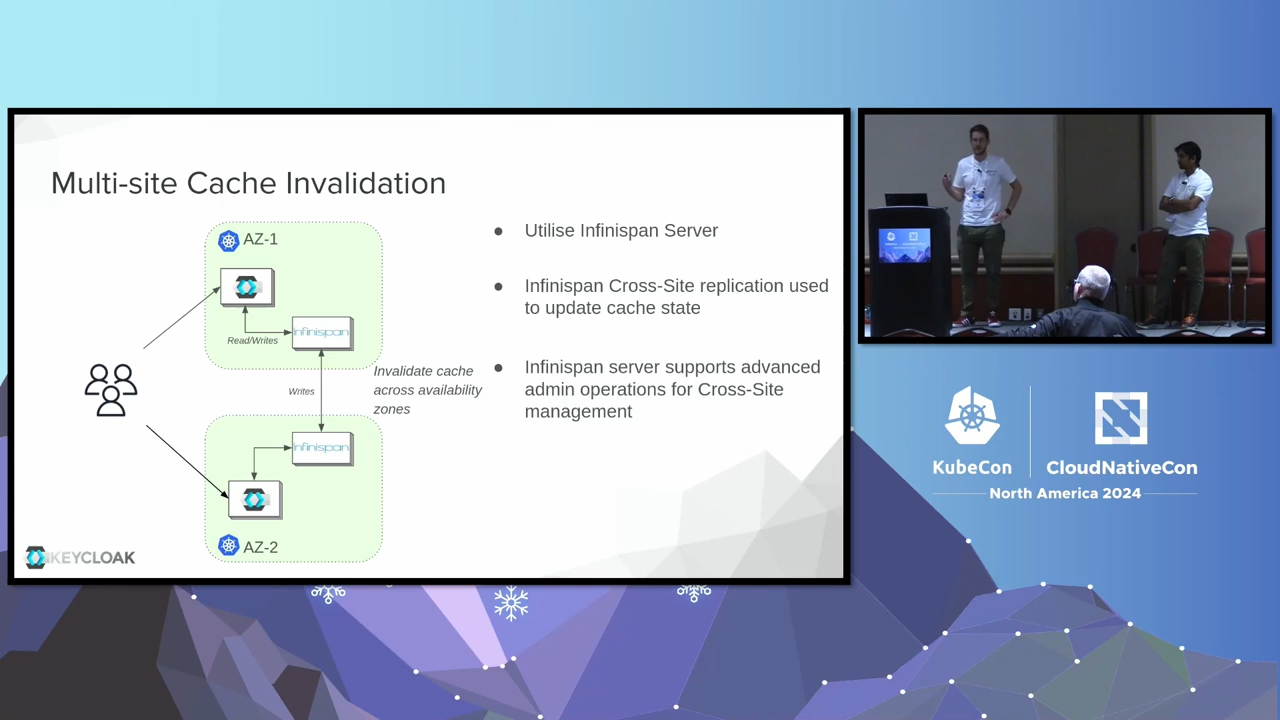 Multi-site Cache Invalidation
AZ-1
Read/Writes
Infinispan
Writes
Invalidate cache
across availability
zones
Infinispan
AZ-2
KEYCLOAK
● Utilise Infinispan Server
● Infinispan Cross-Site replication used
to update cache state
● Infinispan server supports advanced
admin operations for Cross-Site
management
KubeCon
CloudNativeCon
North America 2024